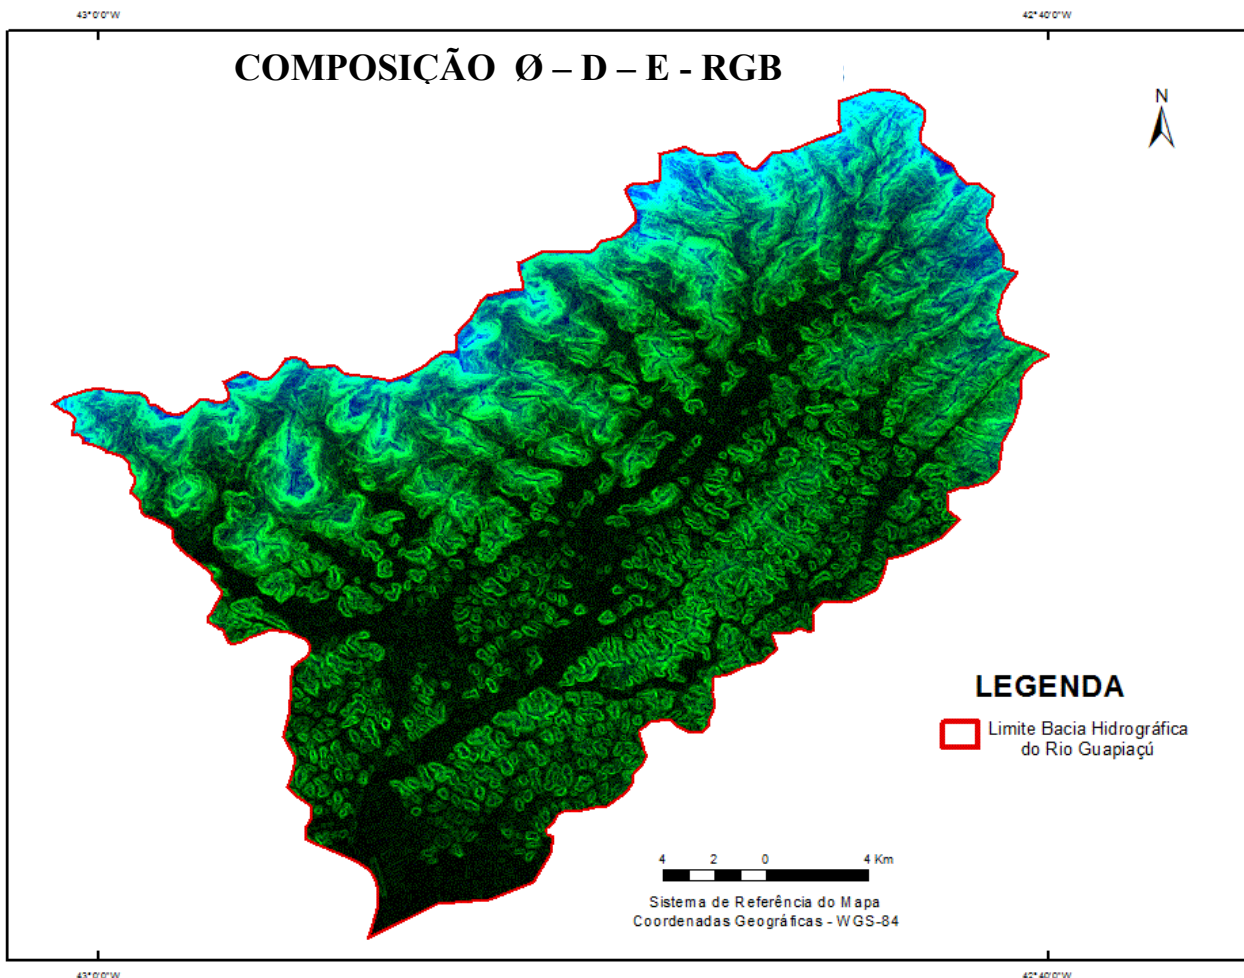 43°0'0"W
42°40'0"W
COMPOSIÇÃO Ø – D – E - RGB
N
LEGENDA
Limite Bacia Hidrográfica
do Rio Guapiaçú
4 2 0 4 Km
Sistema de Referência do Mapa
Coordenadas Geográficas - WGS-84
43°0'0"W
42°40'0"W